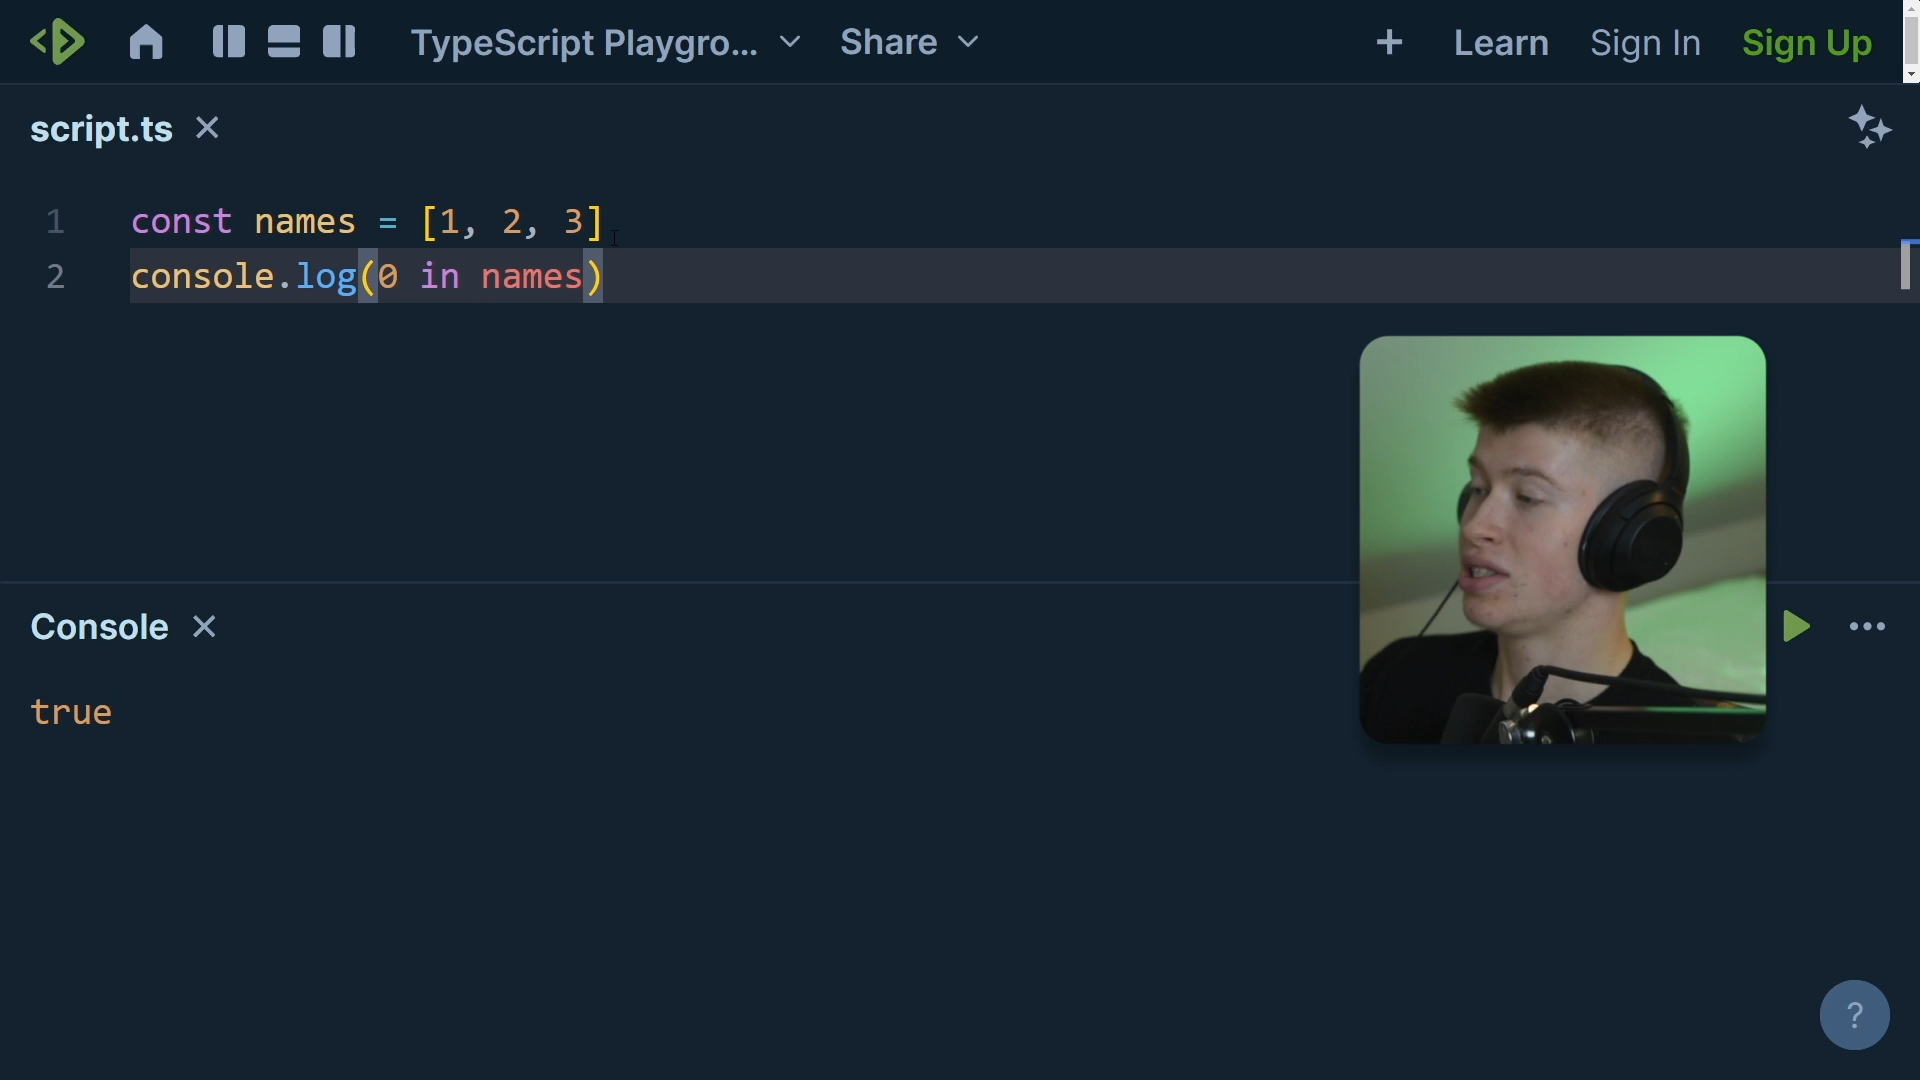 TypeScript Playgro... Share + Learn Sign In Sign Up
script.ts
1 const names = [1, 2, 3]
2 console.log(0 in names)
Console
true
?